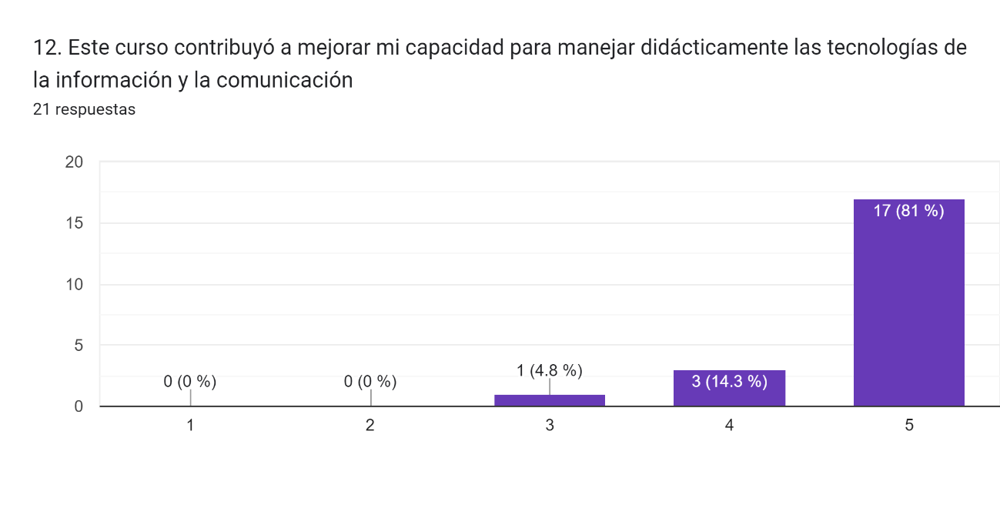 12. Este curso contribuyó a mejorar mi capacidad para manejar didácticamente las tecnologías de
la información y la comunicación
21 respuestas
20
15
10
5
0
0 (0 %)
0 (0 %)
1 (4.8 %)
3 (14.3 %)
17 (81 %)
1
2
3
4
5